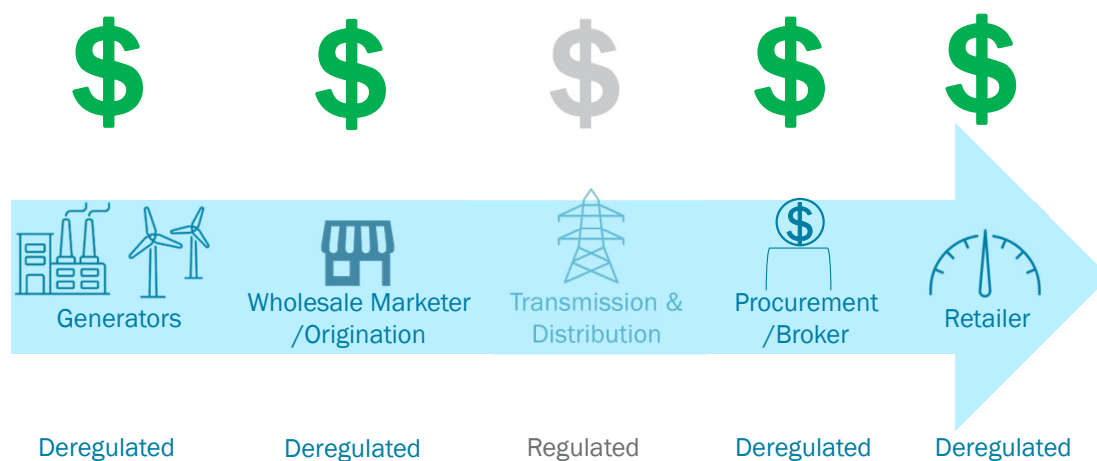 $ $ $ $ $
$
Generators
Wholesale Marketer
/Origination
Transmission &
Distribution
Procurement
/Broker
Retailer
Deregulated
Deregulated
Regulated
Deregulated
Deregulated